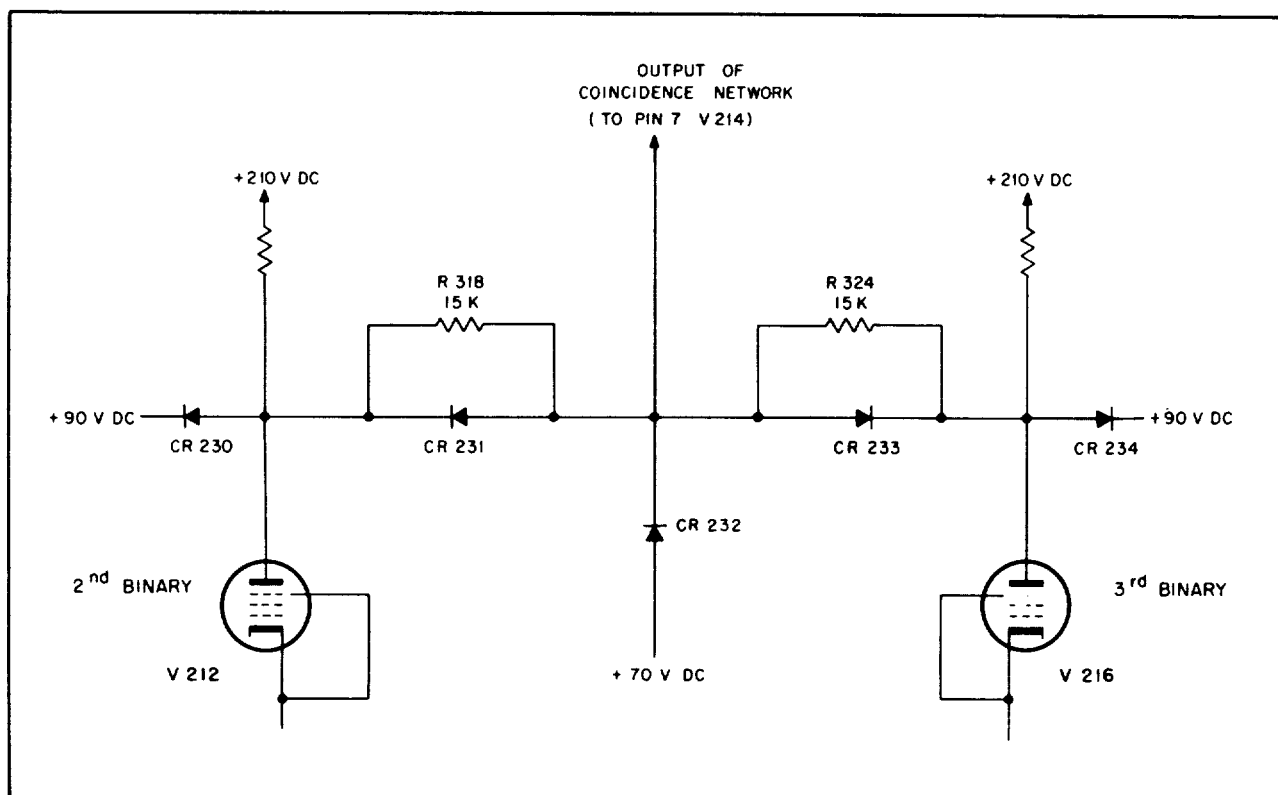 OUTPUT OF
COINCIDENCE NETWORK
( TO PIN 7 V 214)
+210 V DC
+210 V DC
R 318
15 K
R 324
15 K
+90 V DC
CR 230
CR 231
CR 233
CR 234
+90 V DC
CR 232
2nd BINARY
3rd BINARY
V 212
+ 70 V DC
V 216